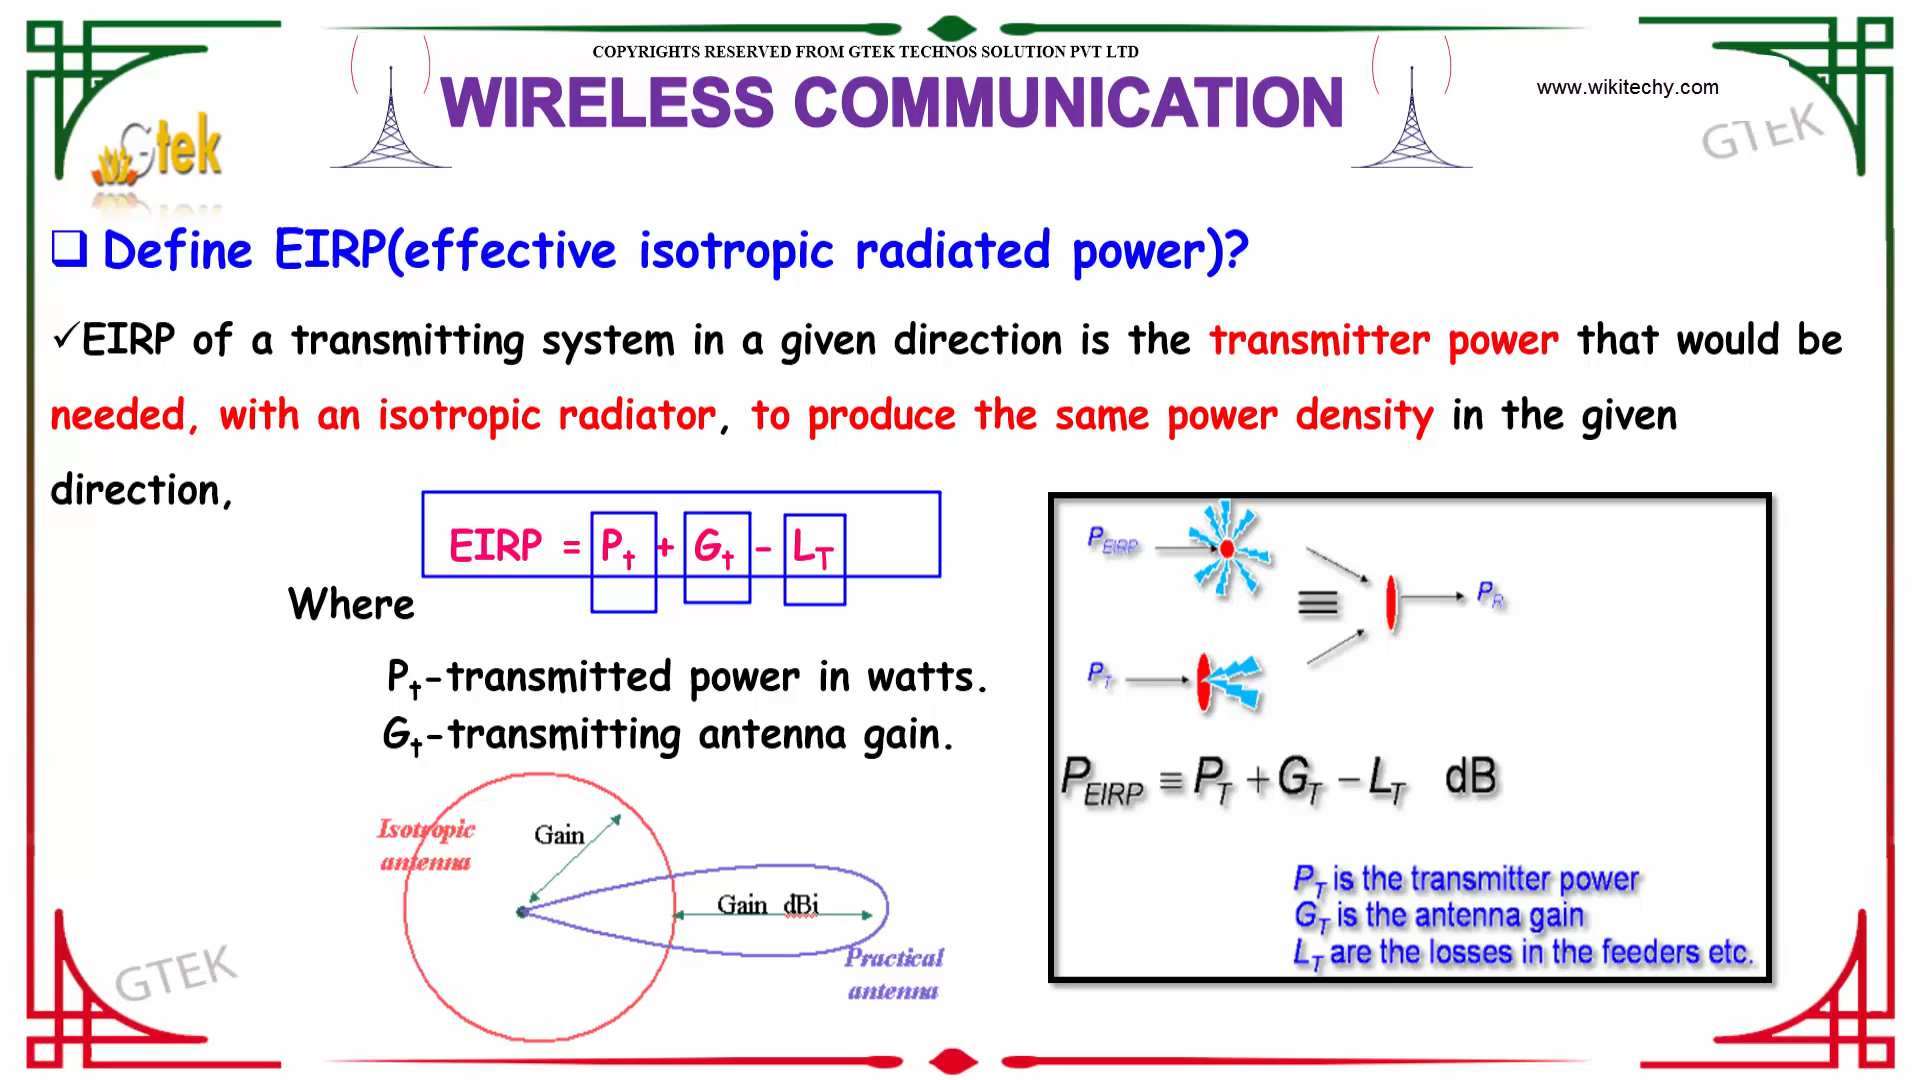 COPYRIGHTS RESERVED FROM GTEK TECHNOS SOLUTION PVT LTD
WIRELESS COMMUNICATION
www.wikitechy.com
GTEK
Gtek
Define EIRP(effective isotropic radiated power)?
✓EIRP of a transmitting system in a given direction is the transmitter power that would be
needed, with an isotropic radiator, to produce the same power density in the given
direction,
EIRP = Pt + Gt - LT
Where
Pt-transmitted power in watts.
Gt-transmitting antenna gain.
Isotropic
antenna
Gain
Gain dBi
Practical
antenna
PEIRP
≡
PR
PT
PEIRP ≡ PT + GT − LT dB
PT is the transmitter power
GT is the antenna gain
LT are the losses in the feeders etc.
GTEK